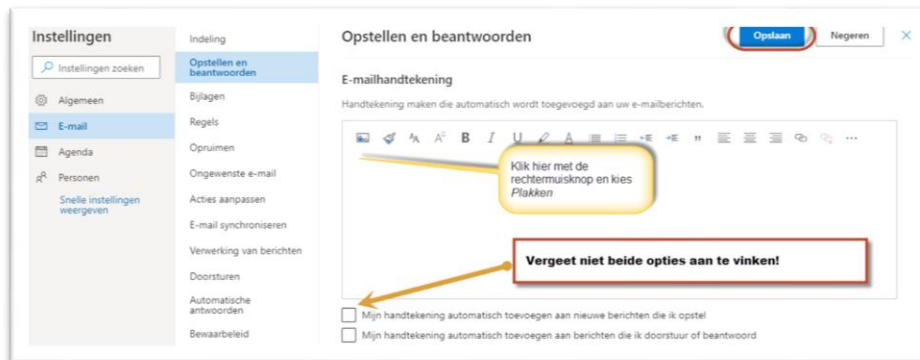 Instellingen
Instellingen zoeken
Algemeen
E-mail
Agenda
Personen
Snelle instellingen
weergeven
Indeling
Opstellen en
beantwoorden
Bijlagen
Regels
Opruimen
Ongewenste e-mail
Acties aanpassen
E-mail synchroniseren
Verwerking van berichten
Doorsturen
Automatische
antwoorden
Bewaarbeleid
Opstellen en beantwoorden
Opslaan
Negeren
E-mailhandtekening
Handtekening maken die automatisch wordt toegevoegd aan uw e-mailberichten.
Klik hier met de
rechtermuisknop en kies
Plakken
Vergeet niet beide opties aan te vinken!
Mijn handtekening automatisch toevoegen aan nieuwe berichten die ik opstel
Mijn handtekening automatisch toevoegen aan berichten die ik doorstuur of beantwoord